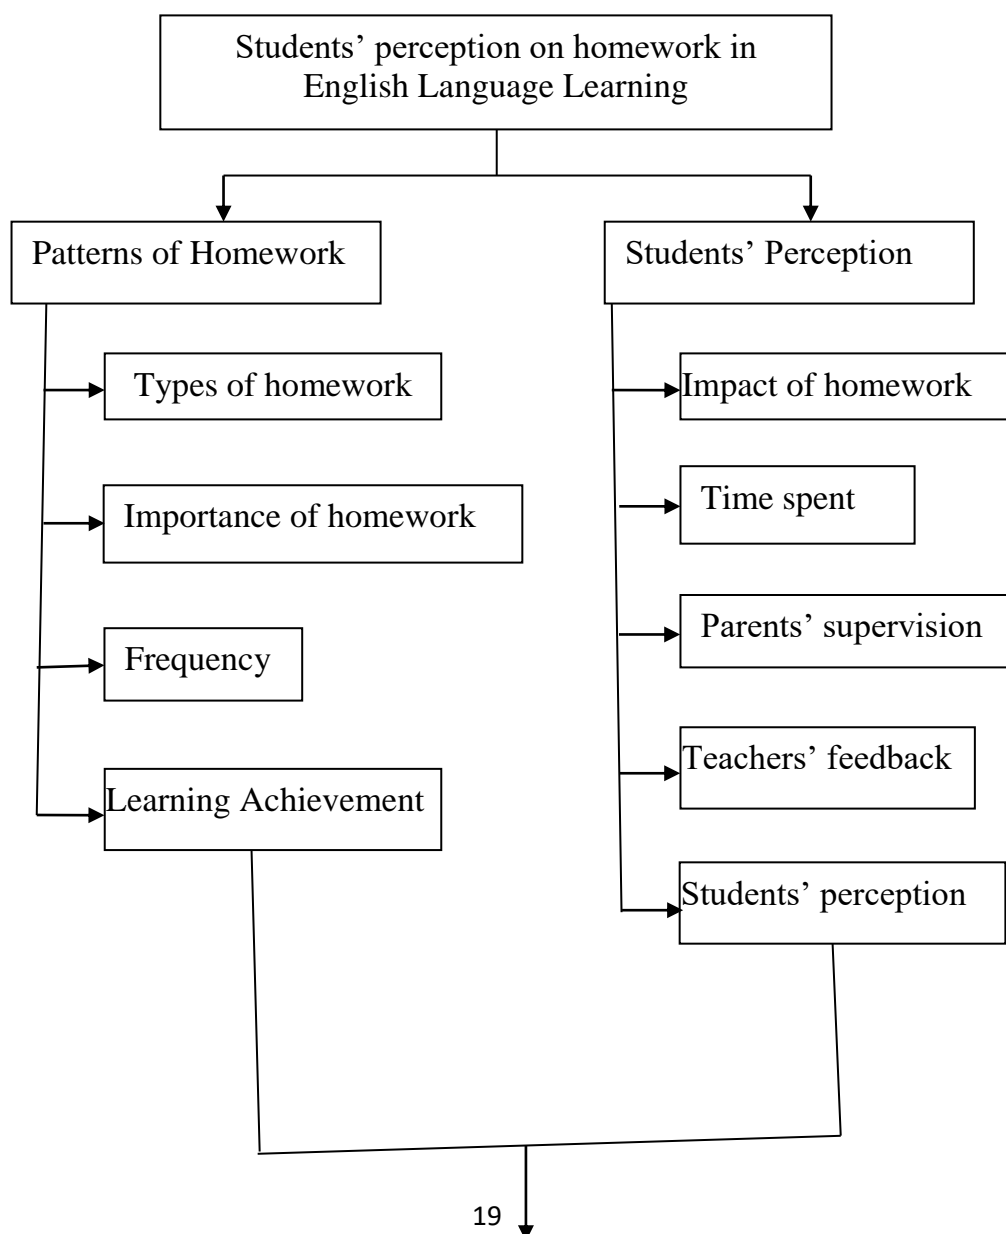 Students’ perception on homework in
English Language Learning
Patterns of Homework
Students’ Perception
Types of homework
Impact of homework
Importance of homework
Time spent
Frequency
Parents’ supervision
Learning Achievement
Teachers’ feedback
Students’ perception
19